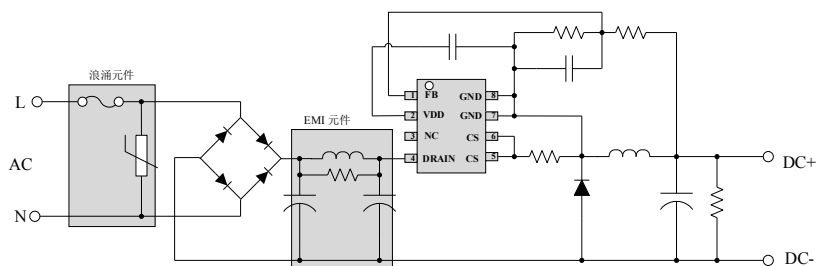 浪涌元件
L
AC
N
EMI 元件
1 FB GND 8
2 VDD GND 7
3 NC CS 6
4 DRAIN CS 5
DC+
DC-